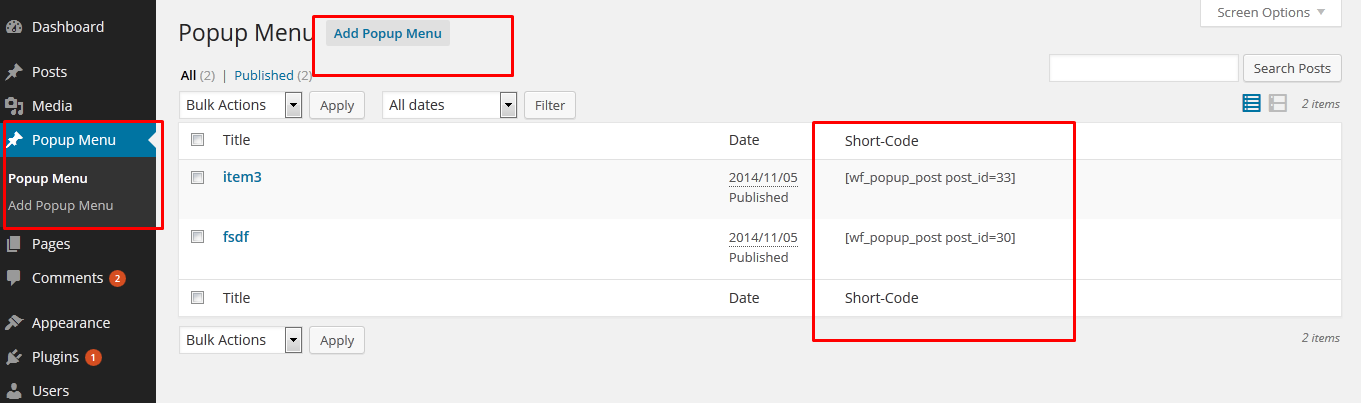 Dashboard
Posts
Media
Popup Menu
Popup Menu
Add Popup Menu
Pages
Comments 2
Appearance
Plugins 1
Users
Screen Options
Popup Menu Add Popup Menu
All (2) | Published (2)
Search Posts
Bulk Actions Apply All dates Filter 2 items
Title Date Short-Code
item3 2014/11/05 [wf_popup_post post_id=33]
Published
fsdf 2014/11/05 [wf_popup_post post_id=30]
Published
Title Date Short-Code
Bulk Actions Apply 2 items